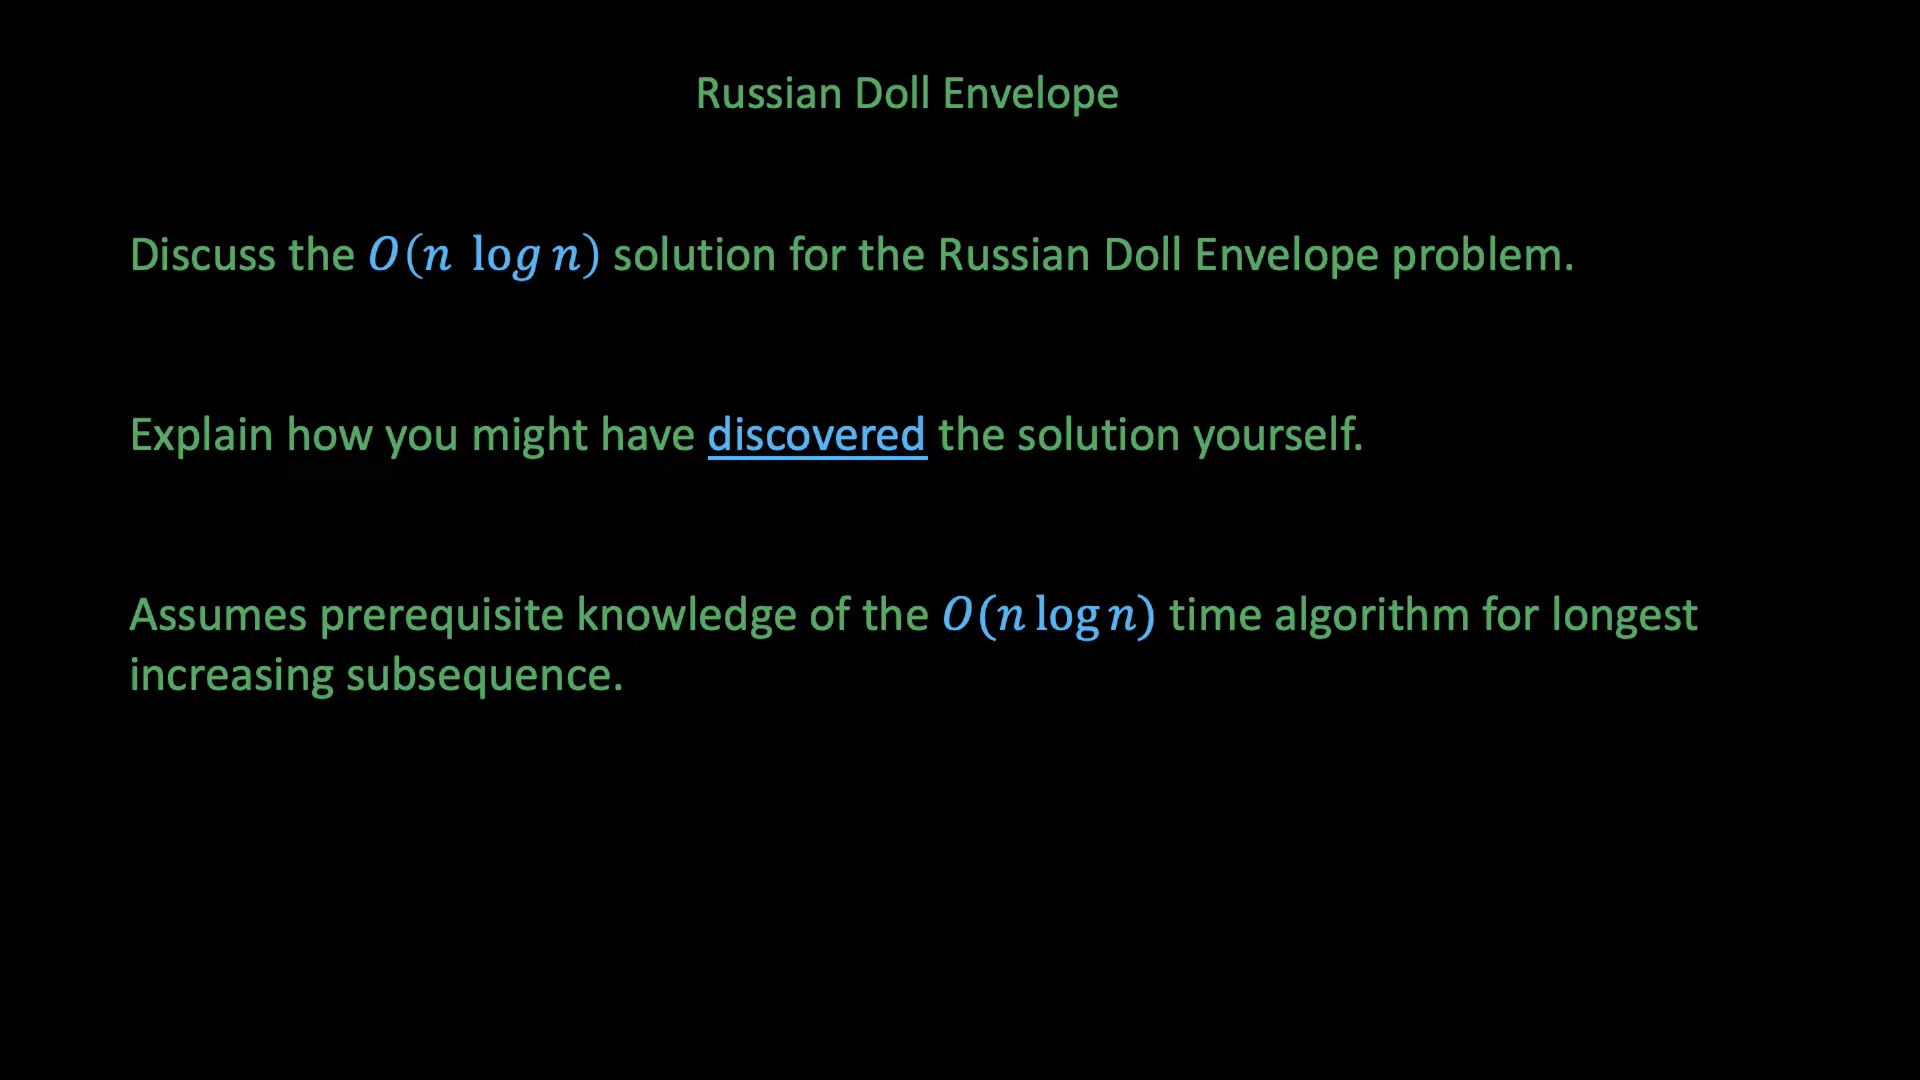 Russian Doll Envelope
Discuss the O(n log n) solution for the Russian Doll Envelope problem.
Explain how you might have discovered the solution yourself.
Assumes prerequisite knowledge of the O(n log n) time algorithm for longest
increasing subsequence.